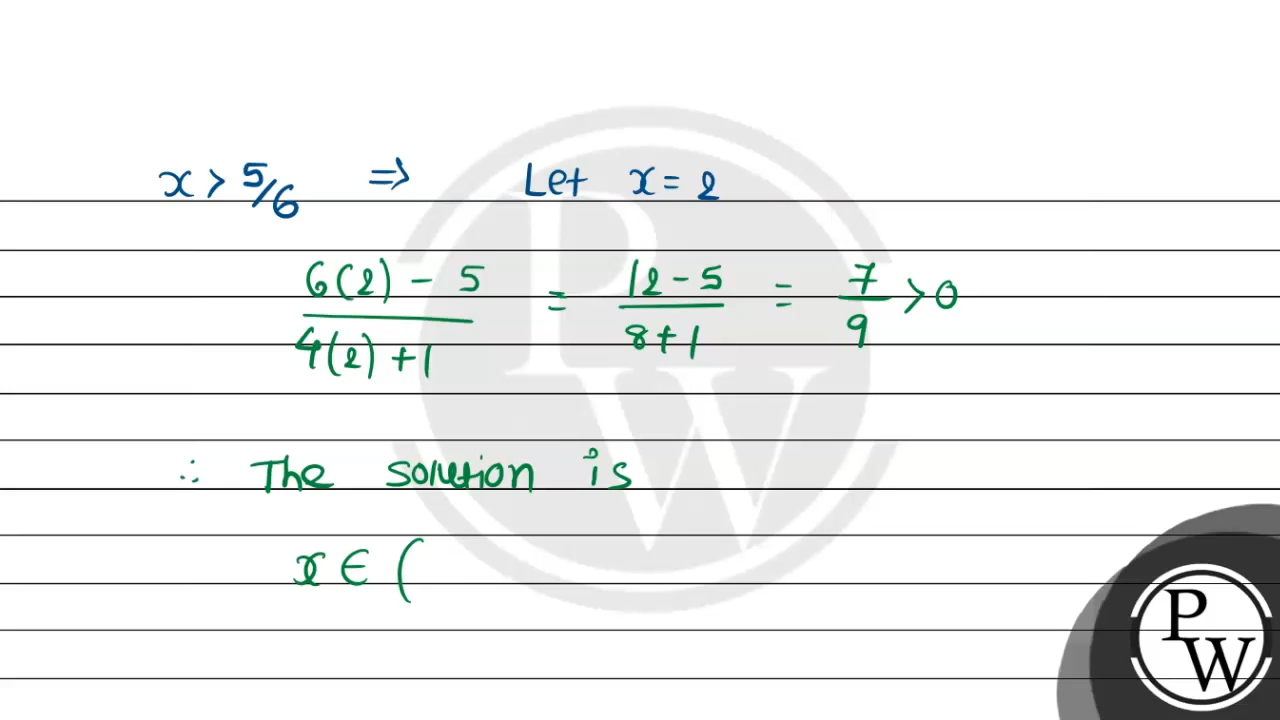 x > 5/6 ⇒ Let x = 2
6(2) - 5 / 4(2) + 1 = 12 - 5 / 8 + 1 = 7 / 9 > 0
∴ The solution is
x ∈ (
P
W
P
W